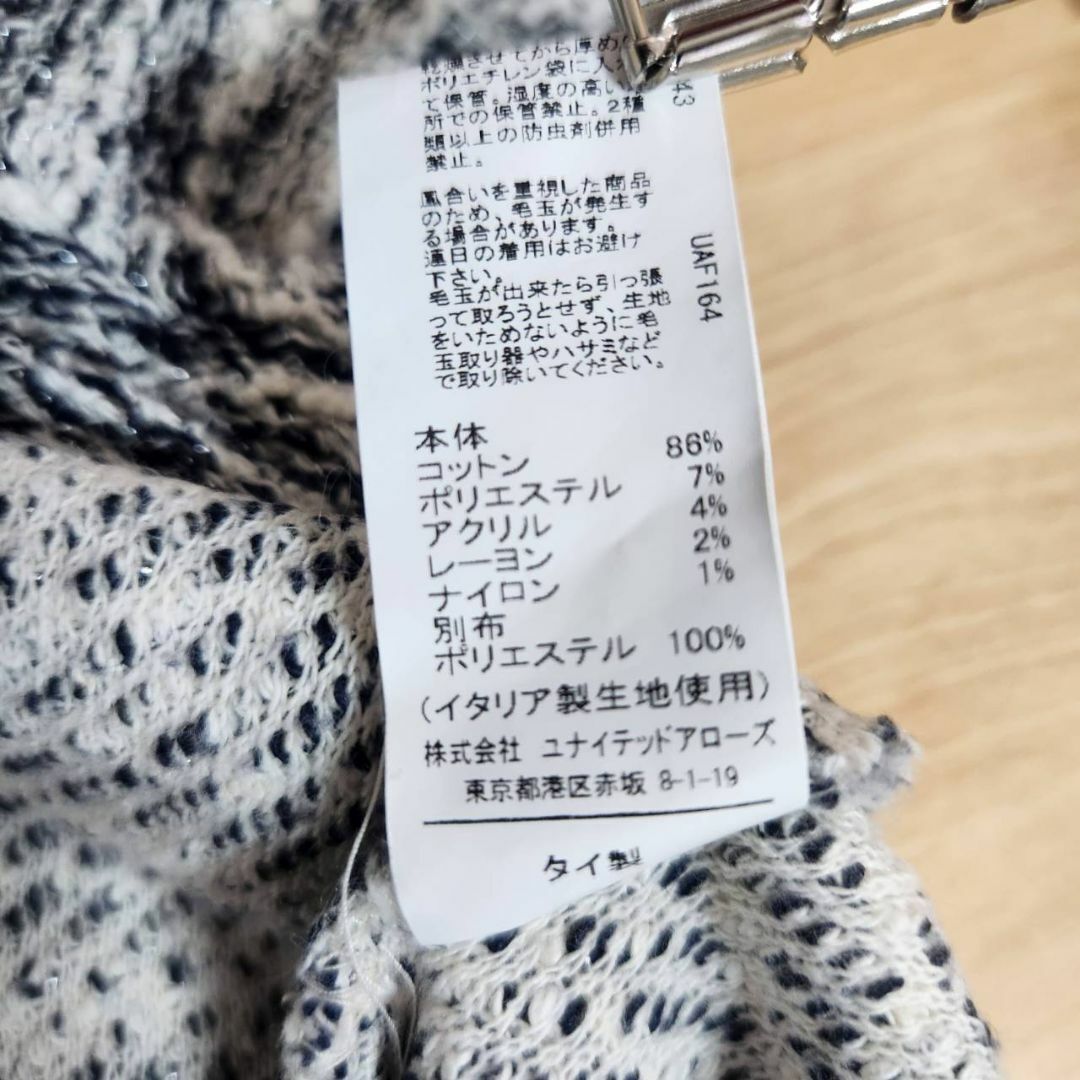 乾燥させてから厚め
ポリエチレン袋に入
て保管。湿度の高い
所での保管禁止。2種
類以上の防虫剤併用
禁止。
風合いを重視した商品
のため、毛玉が発生す
る場合があります。
連日の着用はお避け
下さい。
毛玉が出来たら引っ張
って取ろうとせず、生地
をいためないように毛
玉取り器やハサミなど
で取り除いてください。
本体
コットン 86%
ポリエステル 7%
アクリル 4%
レーヨン 2%
ナイロン 1%
別布
ポリエステル 100%
(イタリア製生地使用)
株式会社 ユナイテッドアローズ
東京都港区赤坂 8-1-19
タイ製
43
UAF164